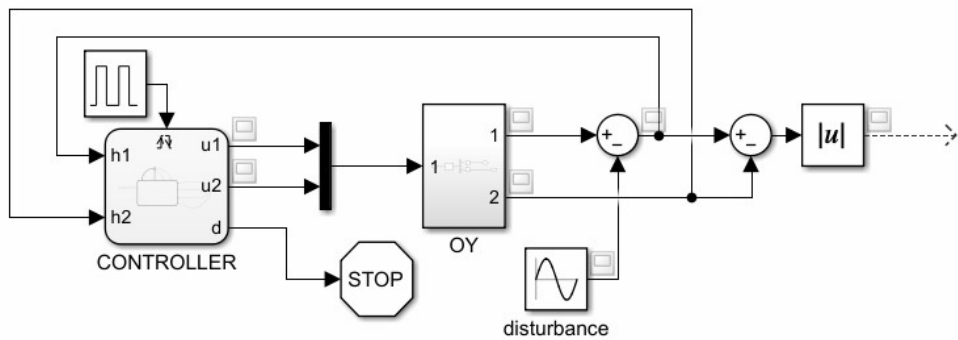 h1
h2
u1
u2
d
CONTROLLER
STOP
1
1
2
OY
+
−
+
−
|u|
disturbance